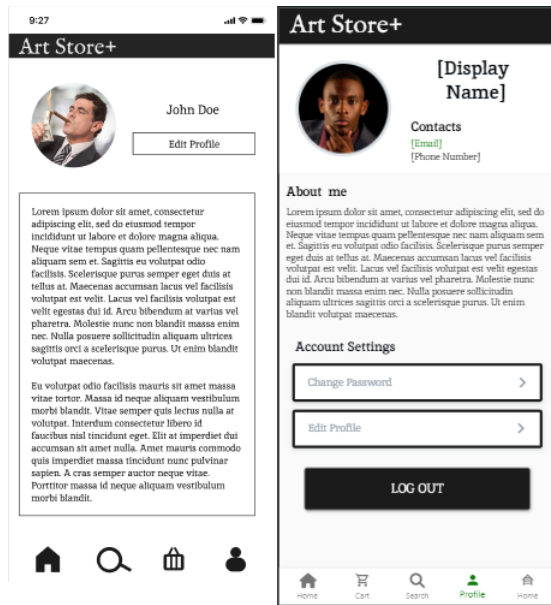 9:27
Art Store+
John Doe
Edit Profile
Lorem ipsum dolor sit amet, consectetur
adipiscing elit, sed do eiusmod tempor
incididunt ut labore et dolore magna aliqua.
Neque vitae tempus quam pellentesque nec nam
aliquam sem et. Sagittis eu volutpat odio
facilisis. Scelerisque purus semper eget duis at
tellus at. Maecenas accumsan lacus vel facilisis
volutpat est velit. Lacus vel facilisis volutpat est
velit egestas dui id. Arcu bibendum at varius vel
pharetra. Molestie nunc non blandit massa enim
nec. Nulla posuere sollicitudin aliquam ultrices
sagittis orci a scelerisque purus. Ut enim blandit
volutpat maecenas.
Eu volutpat odio facilisis mauris sit amet massa
vitae tortor. Massa id neque aliquam vestibulum
morbi blandit. Vitae semper quis lectus nulla at
volutpat. Interdum consectetur libero id
faucibus nisl tincidunt eget. Elit at imperdiet dui
accumsan sit amet nulla. Amet mauris commodo
quis imperdiet massa tincidunt nunc pulvinar
sapien. A cras semper auctor neque vitae.
Porttitor massa id neque aliquam vestibulum
morbi blandit.
Art Store+
[Display
Name]
Contacts
[Email]
[Phone Number]
About me
Lorem ipsum dolor sit amet, consectetur adipiscing elit, sed do
eiusmod tempor incididunt ut labore et dolore magna aliqua.
Neque vitae tempus quam pellentesque nec nam aliquam sem
et. Sagittis eu volutpat odio facilisis. Scelerisque purus semper
eget duis at tellus at. Maecenas accumsan lacus vel facilisis
volutpat est velit. Lacus vel facilisis volutpat est velit egestas
dui id. Arcu bibendum at varius vel pharetra. Molestie nunc
non blandit massa enim nec. Nulla posuere sollicitudin
aliquam ultrices sagittis orci a scelerisque purus. Ut enim
blandit volutpat maecenas.
Account Settings
Change Password
Edit Profile
LOG OUT
Home
Cart
Search
Profile
Home